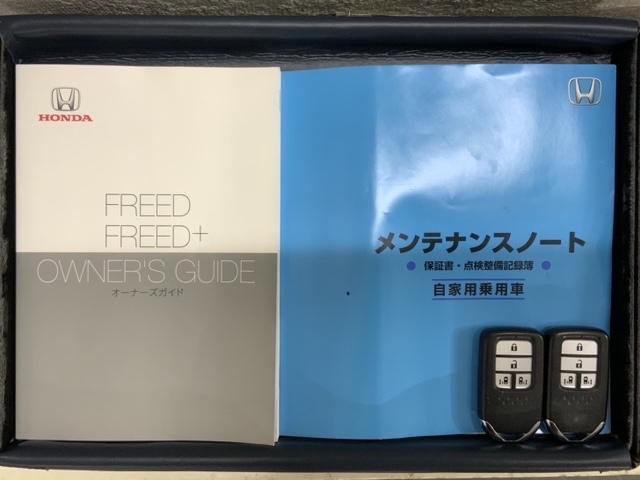 HONDA
FREED
FREED+
OWNER'S GUIDE
オーナーズガイド
メンテナンスノート
● 保証書・点検整備記録簿 ●
自家用乗用車